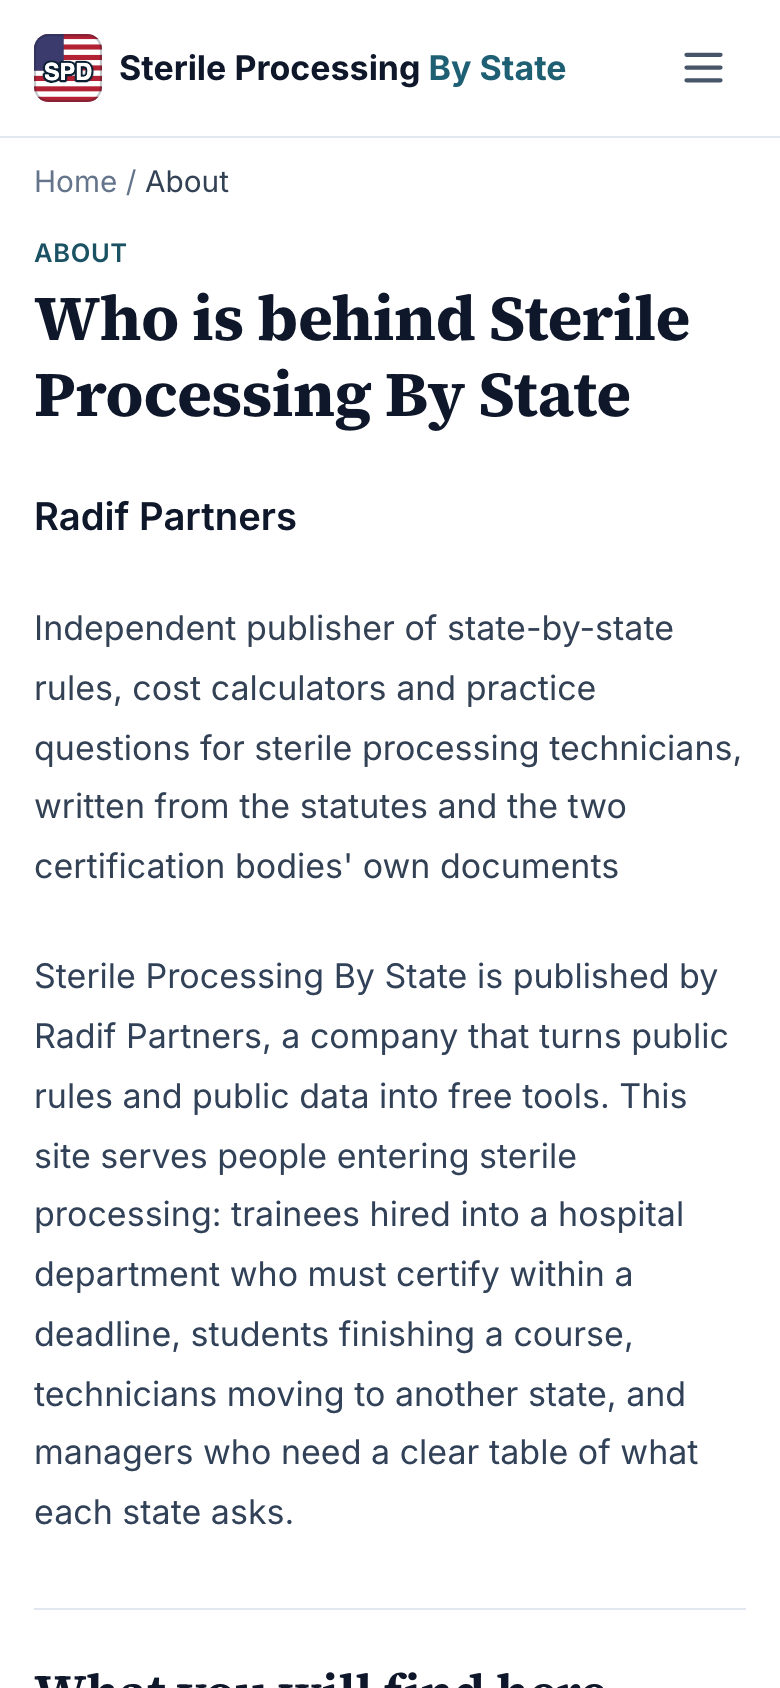 SPD
Sterile Processing By State
Home / About
ABOUT
Who is behind Sterile
Processing By State
Radif Partners
Independent publisher of state-by-state
rules, cost calculators and practice
questions for sterile processing technicians,
written from the statutes and the two
certification bodies' own documents
Sterile Processing By State is published by
Radif Partners, a company that turns public
rules and public data into free tools. This
site serves people entering sterile
processing: trainees hired into a hospital
department who must certify within a
deadline, students finishing a course,
technicians moving to another state, and
managers who need a clear table of what
each state asks.
What you will find here